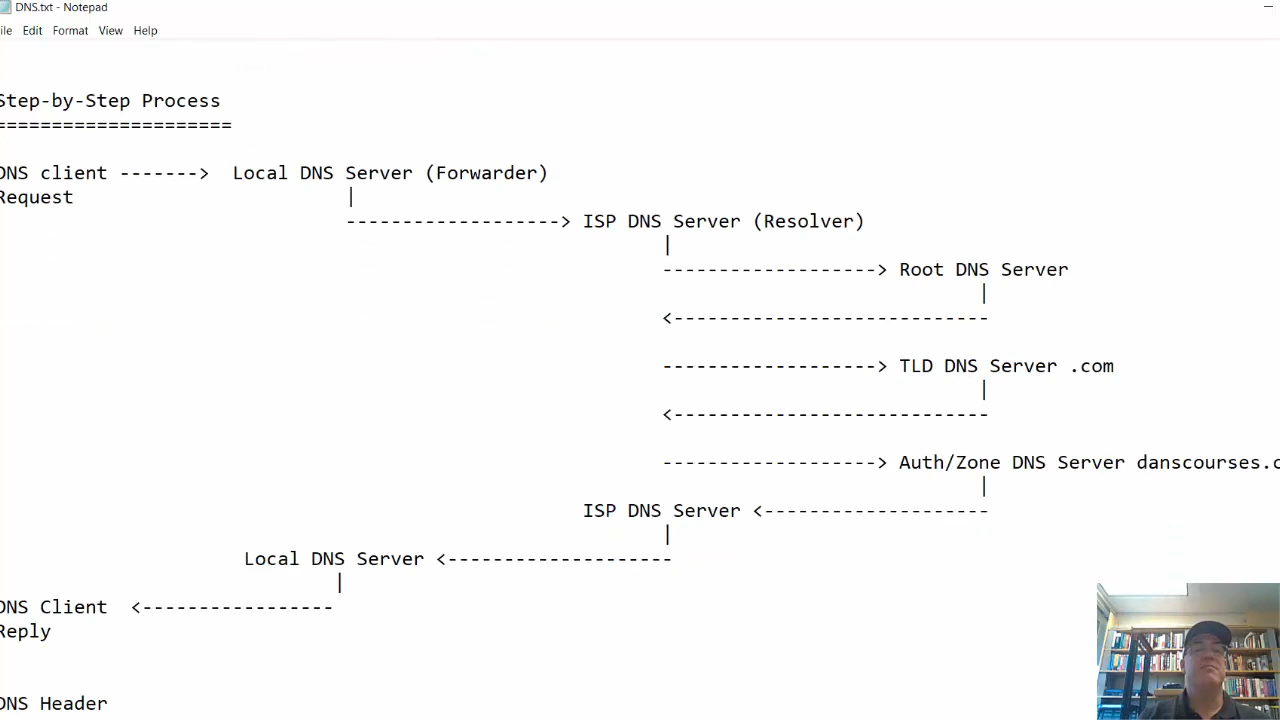 DNS.txt - Notepad
ile Edit Format View Help
Step-by-Step Process
=====================
DNS client -------> Local DNS Server (Forwarder)
Request |
-------------------> ISP DNS Server (Resolver)
|
-------------------> Root DNS Server
|
<----------------------------
-------------------> TLD DNS Server .com
|
<----------------------------
-------------------> Auth/Zone DNS Server danscourses.c
|
ISP DNS Server <--------------------
|
Local DNS Server <--------------------
|
DNS Client <-----------------
Reply
DNS Header